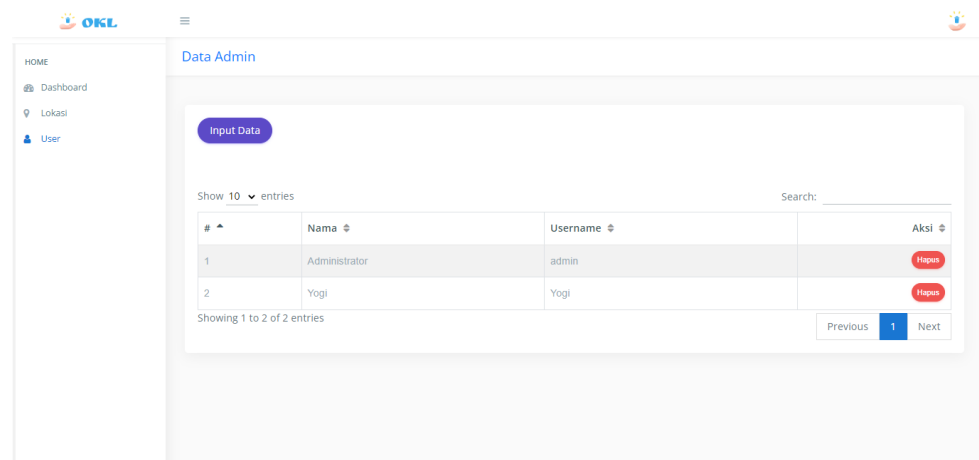 OKL
HOME
Dashboard
Lokasi
User
Data Admin
Input Data
Show 10 entries
Search:
# Nama Username Aksi
1 Administrator admin Hapus
2 Yogi Yogi Hapus
Showing 1 to 2 of 2 entries
Previous 1 Next